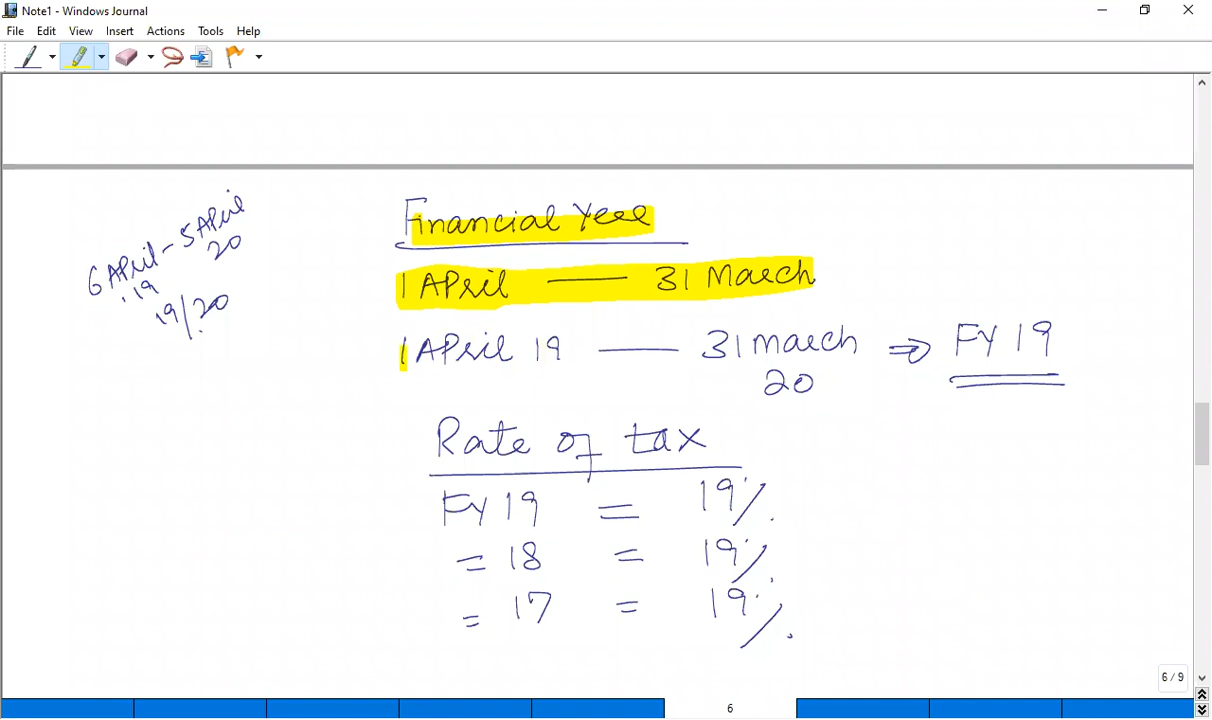 Note1 - Windows Journal
File Edit View Insert Actions Tools Help
6 April - 5 April
19 20
19/20
Financial Year
1 April — 31 March
1 April 19 — 31 March 20 ⇒ FY 19
Rate of tax
FY 19 = 19%
= 18 = 19%
= 17 = 19%
6 / 9
6